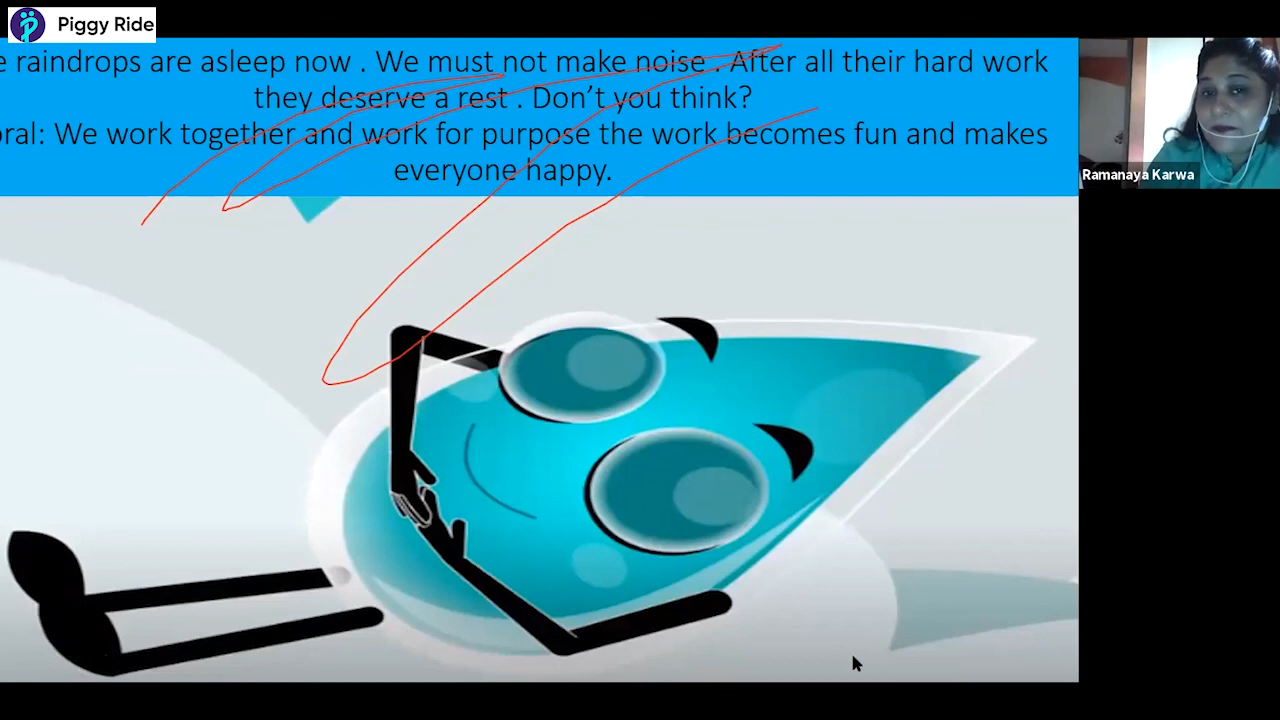 Piggy Ride
e raindrops are asleep now . We must not make noise . After all their hard work
they deserve a rest . Don’t you think?
oral: We work together and work for purpose the work becomes fun and makes
everyone happy.
Ramanaya Karwa